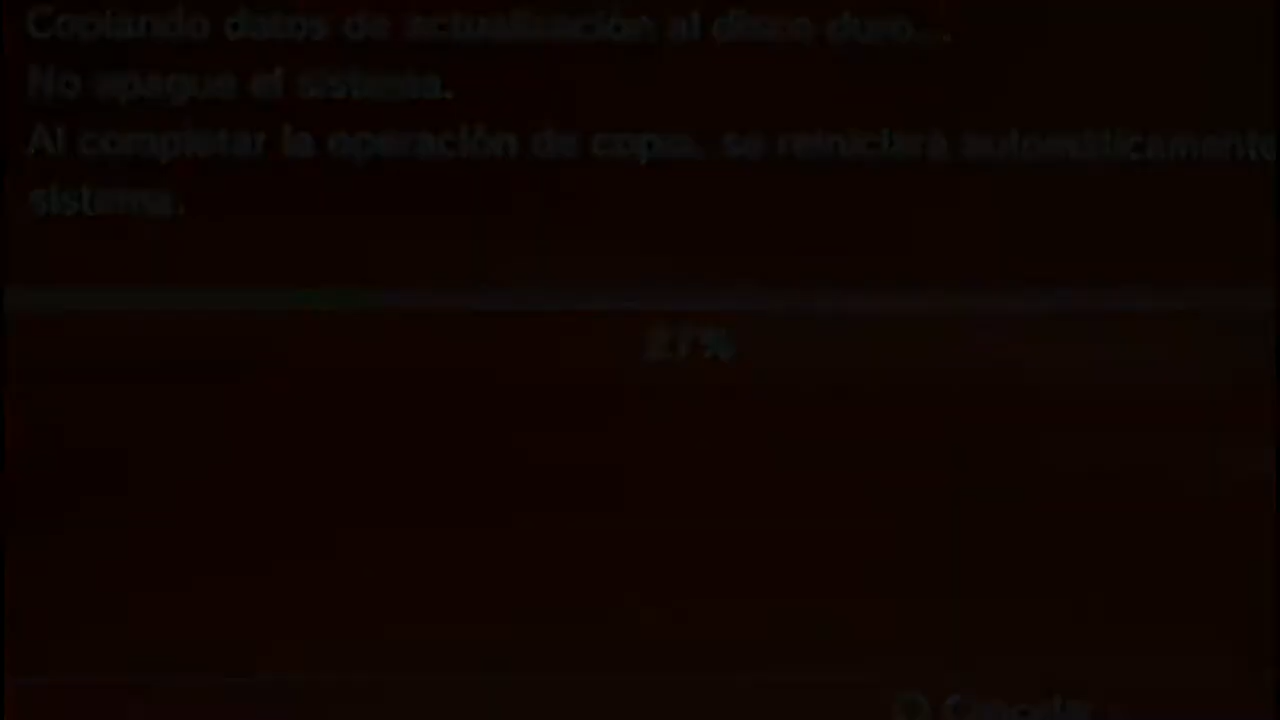 Copiando datos de actualización al disco duro...
No apague el sistema.
Al completar la operación de copia, se reiniciará automáticamente
sistema.
27%
Cancelar